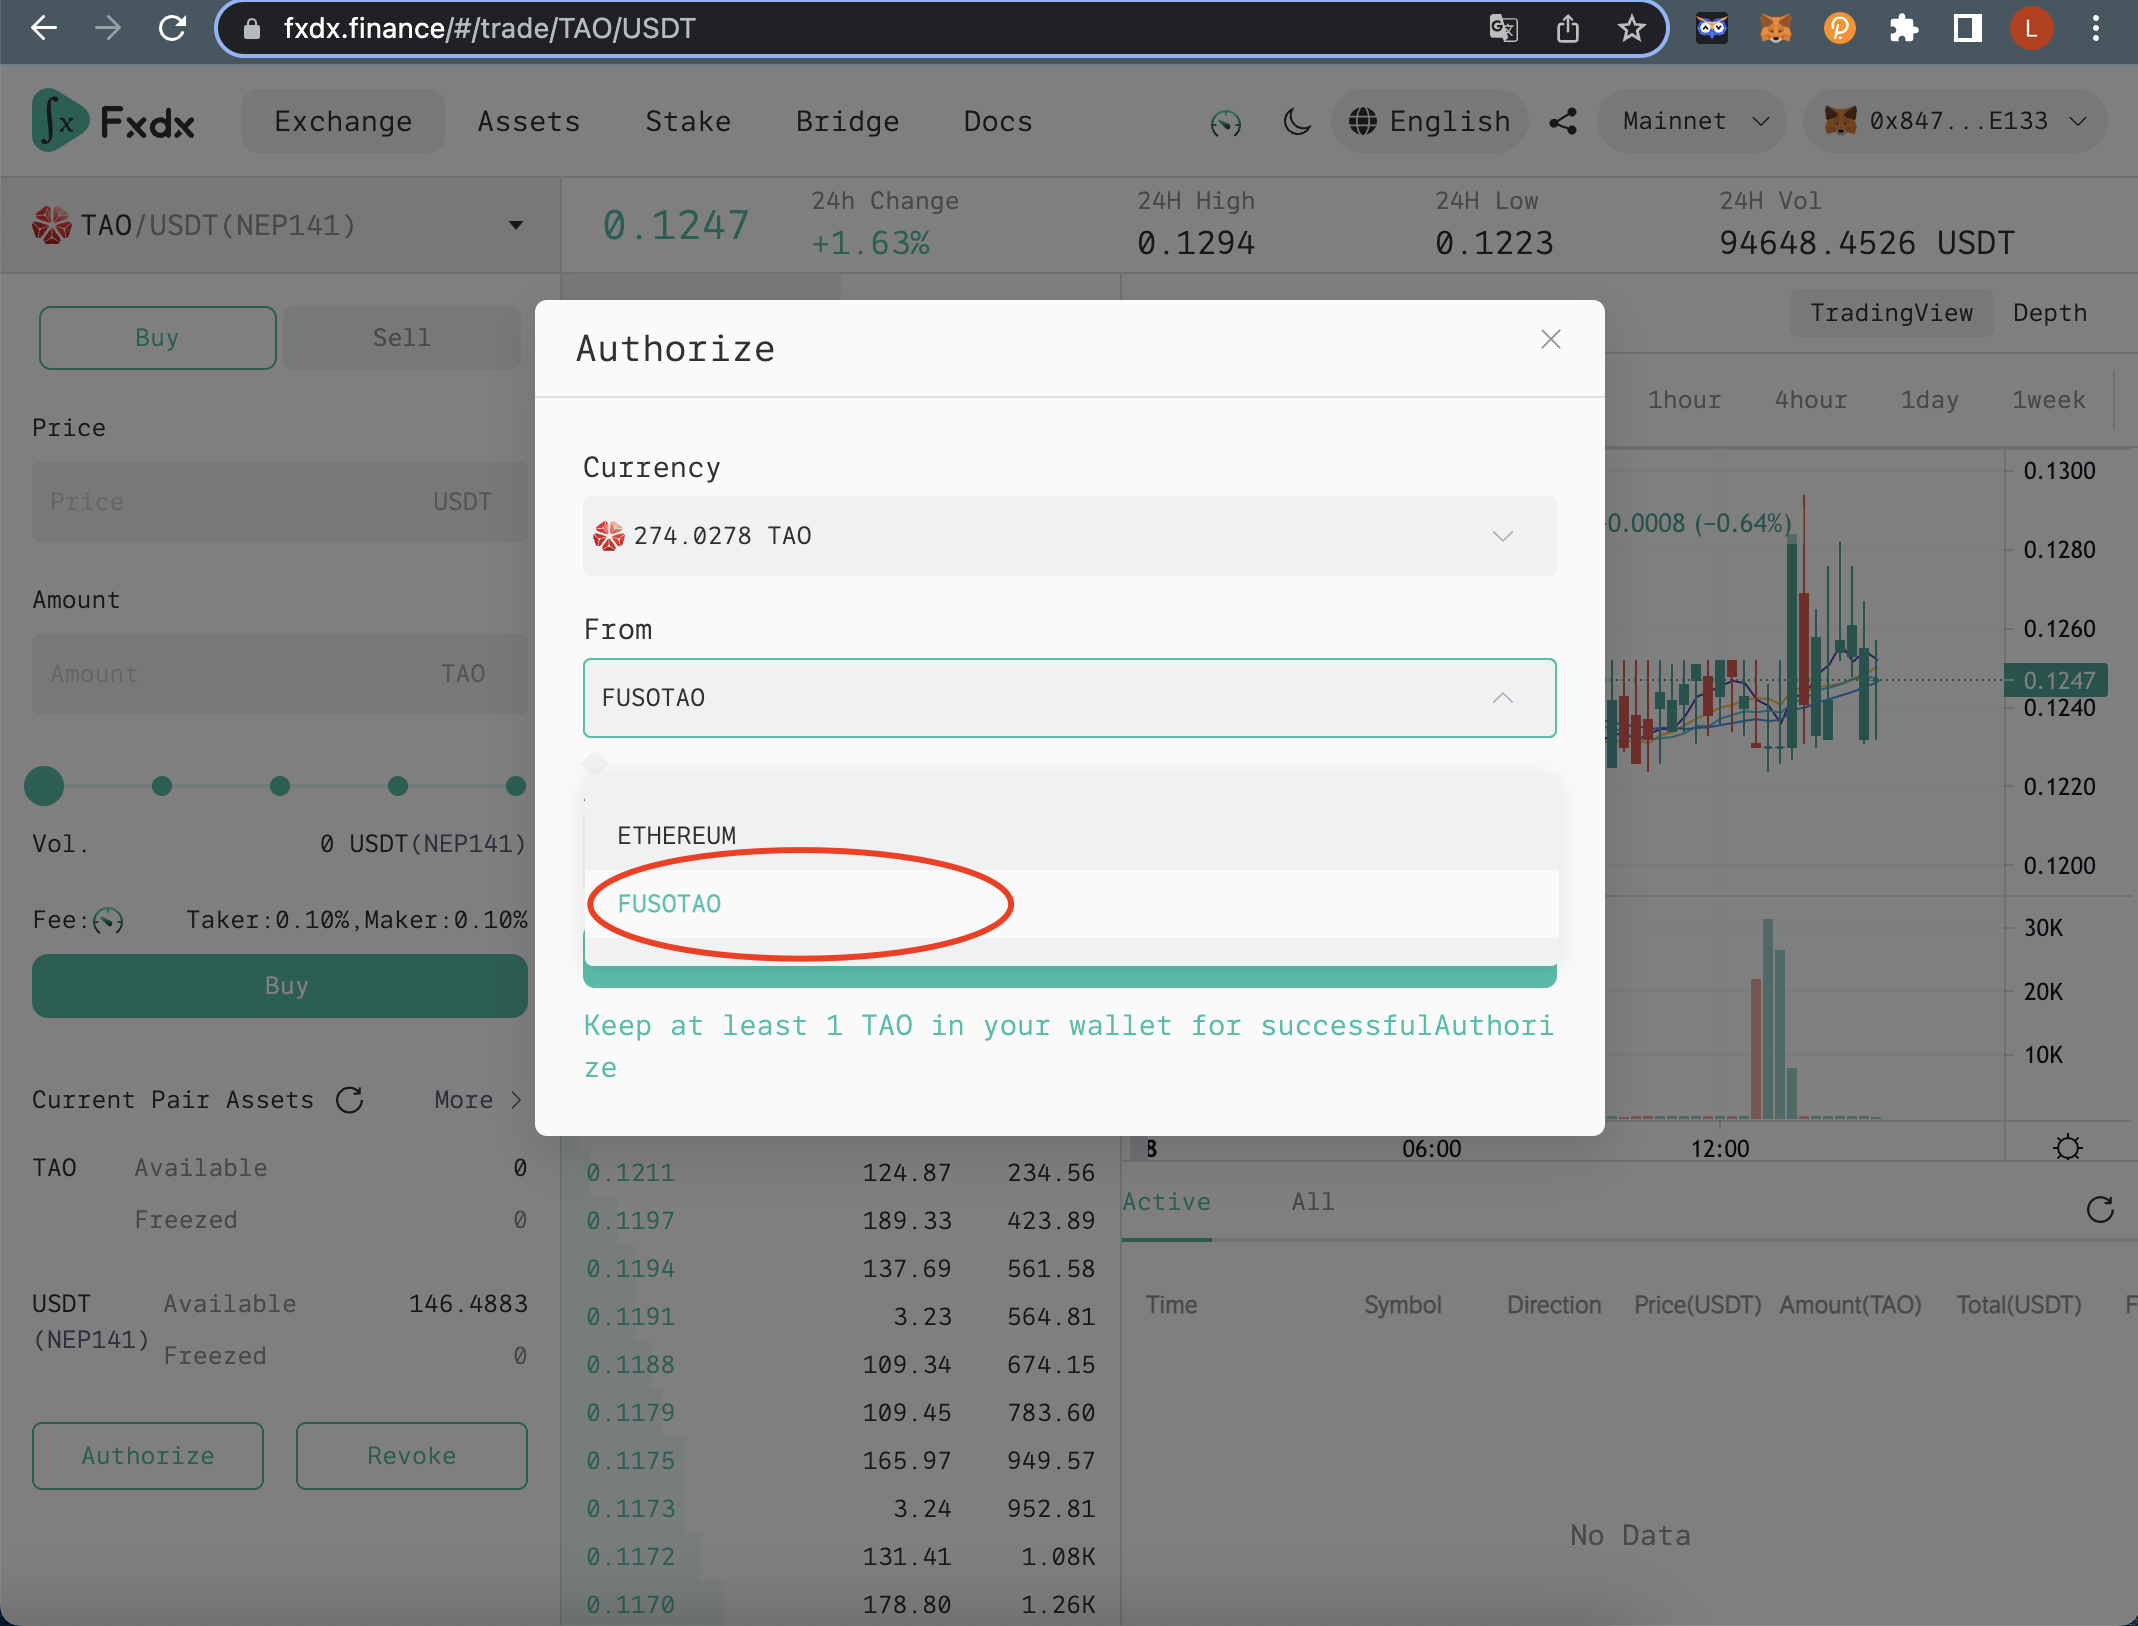 fxdx.finance/#/trade/TAO/USDT
L
Fxdx
Exchange
Assets
Stake
Bridge
Docs
English
Mainnet
0x847...E133
TAO/USDT(NEP141)
0.1247
24h Change
+1.63%
24H High
0.1294
24H Low
0.1223
24H Vol
94648.4526 USDT
Buy
Sell
Price
Price USDT
Amount
Amount TAO
Vol. 0 USDT(NEP141)
Fee: Taker:0.10%,Maker:0.10%
Buy
Current Pair Assets More
TAO Available 0
Freezed 0
USDT Available 146.4883
(NEP141)
Freezed 0
Authorize
Revoke
Authorize
Currency
274.0278 TAO
From
FUSOTAO
ETHEREUM
FUSOTAO
Keep at least 1 TAO in your wallet for successfulAuthori
ze
0.1211 124.87 234.56
0.1197 189.33 423.89
0.1194 137.69 561.58
0.1191 3.23 564.81
0.1188 109.34 674.15
0.1179 109.45 783.60
0.1175 165.97 949.57
0.1173 3.24 952.81
0.1172 131.41 1.08K
0.1170 178.80 1.26K
TradingView
Depth
1hour
4hour
1day
1week
-0.0008 (−0.64%)
0.1300
0.1280
0.1260
0.1247
0.1240
0.1220
0.1200
30K
20K
10K
06:00
12:00
Active
All
Time Symbol Direction Price(USDT) Amount(TAO) Total(USDT) F
No Data